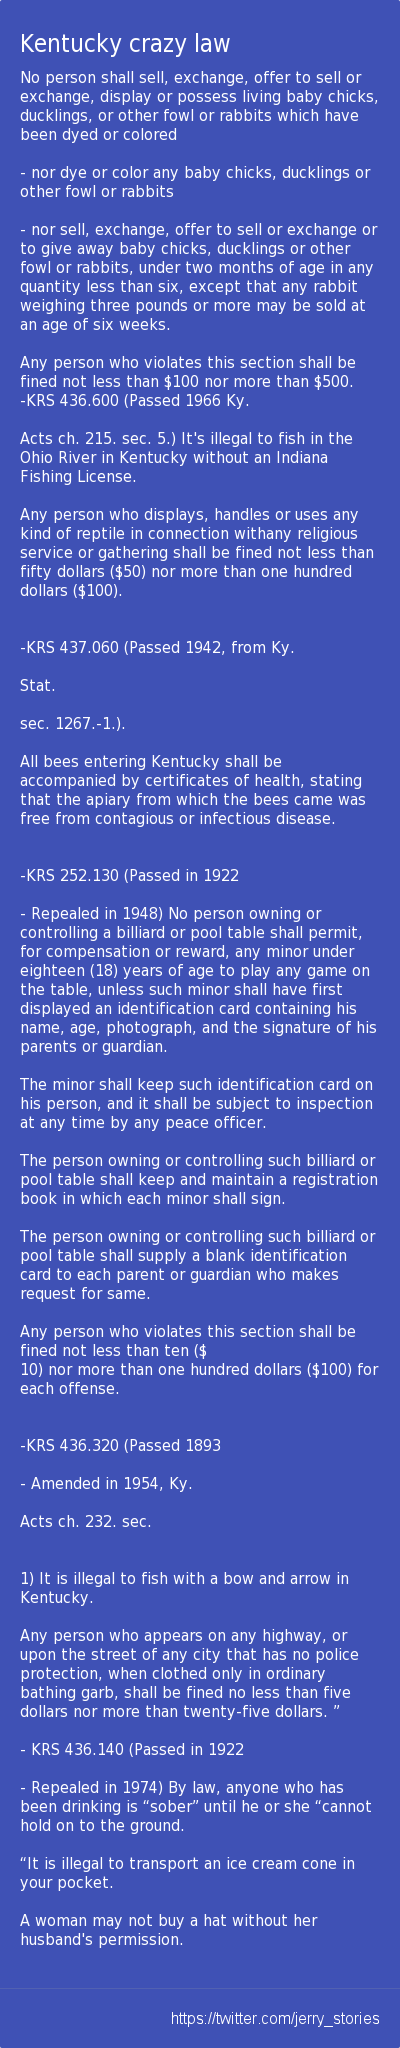 Kentucky crazy law
No person shall sell, exchange, offer to sell or
exchange, display or possess living baby chicks,
ducklings, or other fowl or rabbits which have
been dyed or colored
- nor dye or color any baby chicks, ducklings or
other fowl or rabbits
- nor sell, exchange, offer to sell or exchange or
to give away baby chicks, ducklings or other
fowl or rabbits, under two months of age in any
quantity less than six, except that any rabbit
weighing three pounds or more may be sold at
an age of six weeks.
Any person who violates this section shall be
fined not less than $100 nor more than $500.
-KRS 436.600 (Passed 1966 Ky.
Acts ch. 215. sec. 5.) It's illegal to fish in the
Ohio River in Kentucky without an Indiana
Fishing License.
Any person who displays, handles or uses any
kind of reptile in connection withany religious
service or gathering shall be fined not less than
fifty dollars ($50) nor more than one hundred
dollars ($100).
-KRS 437.060 (Passed 1942, from Ky.
Stat.
sec. 1267.-1.).
All bees entering Kentucky shall be
accompanied by certificates of health, stating
that the apiary from which the bees came was
free from contagious or infectious disease.
-KRS 252.130 (Passed in 1922
- Repealed in 1948) No person owning or
controlling a billiard or pool table shall permit,
for compensation or reward, any minor under
eighteen (18) years of age to play any game on
the table, unless such minor shall have first
displayed an identification card containing his
name, age, photograph, and the signature of his
parents or guardian.
The minor shall keep such identification card on
his person, and it shall be subject to inspection
at any time by any peace officer.
The person owning or controlling such billiard or
pool table shall keep and maintain a registration
book in which each minor shall sign.
The person owning or controlling such billiard or
pool table shall supply a blank identification
card to each parent or guardian who makes
request for same.
Any person who violates this section shall be
fined not less than ten ($
10) nor more than one hundred dollars ($100) for
each offense.
-KRS 436.320 (Passed 1893
- Amended in 1954, Ky.
Acts ch. 232. sec.
1) It is illegal to fish with a bow and arrow in
Kentucky.
Any person who appears on any highway, or
upon the street of any city that has no police
protection, when clothed only in ordinary
bathing garb, shall be fined no less than five
dollars nor more than twenty-five dollars. ”
- KRS 436.140 (Passed in 1922
- Repealed in 1974) By law, anyone who has
been drinking is “sober” until he or she “cannot
hold on to the ground.
“It is illegal to transport an ice cream cone in
your pocket.
A woman may not buy a hat without her
husband's permission.
https://twitter.com/jerry_stories